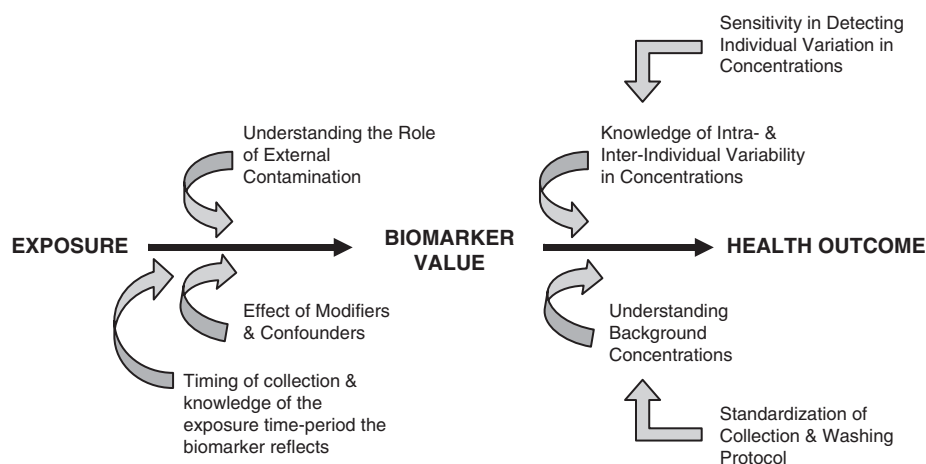 Sensitivity in Detecting
Individual Variation in
Concentrations
Understanding the Role
of External
Contamination
Knowledge of Intra- &
Inter-Individual Variability
in Concentrations
EXPOSURE
BIOMARKER
VALUE
HEALTH OUTCOME
Effect of Modifiers
& Confounders
Understanding
Background
Concentrations
Timing of collection &
knowledge of the
exposure time-period the
biomarker reflects
Standardization of
Collection & Washing
Protocol